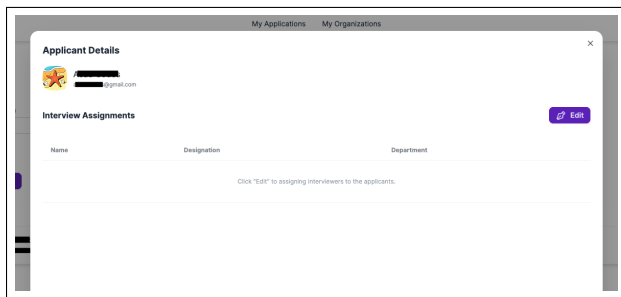 My Applications My Organizations
Applicant Details
@gmail.com
Interview Assignments
Edit
Name Designation Department
Click "Edit" to assigning interviewers to the applicants.